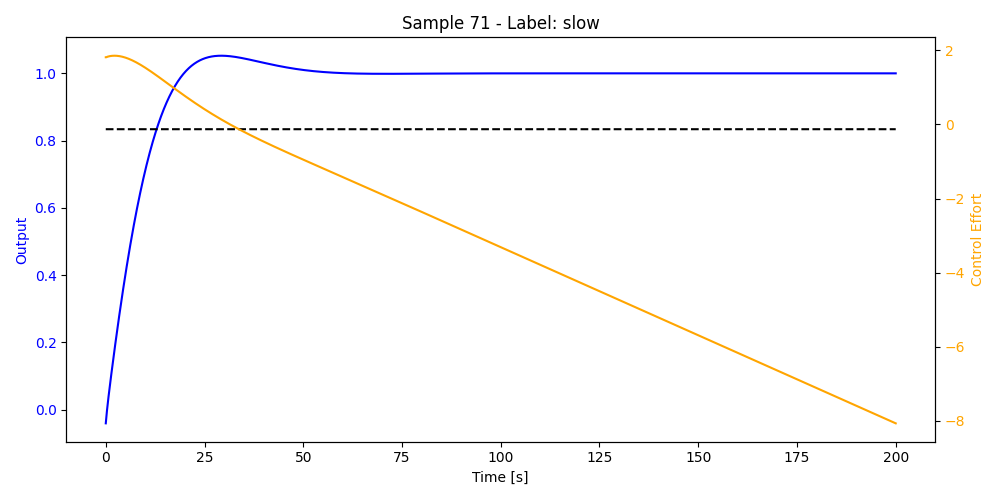 Sample 71 - Label: slow
Output
1.0
0.8
0.6
0.4
0.2
0.0
2
0
−2
−4
−6
−8
Control Effort
0 25 50 75 100 125 150 175 200
Time [s]